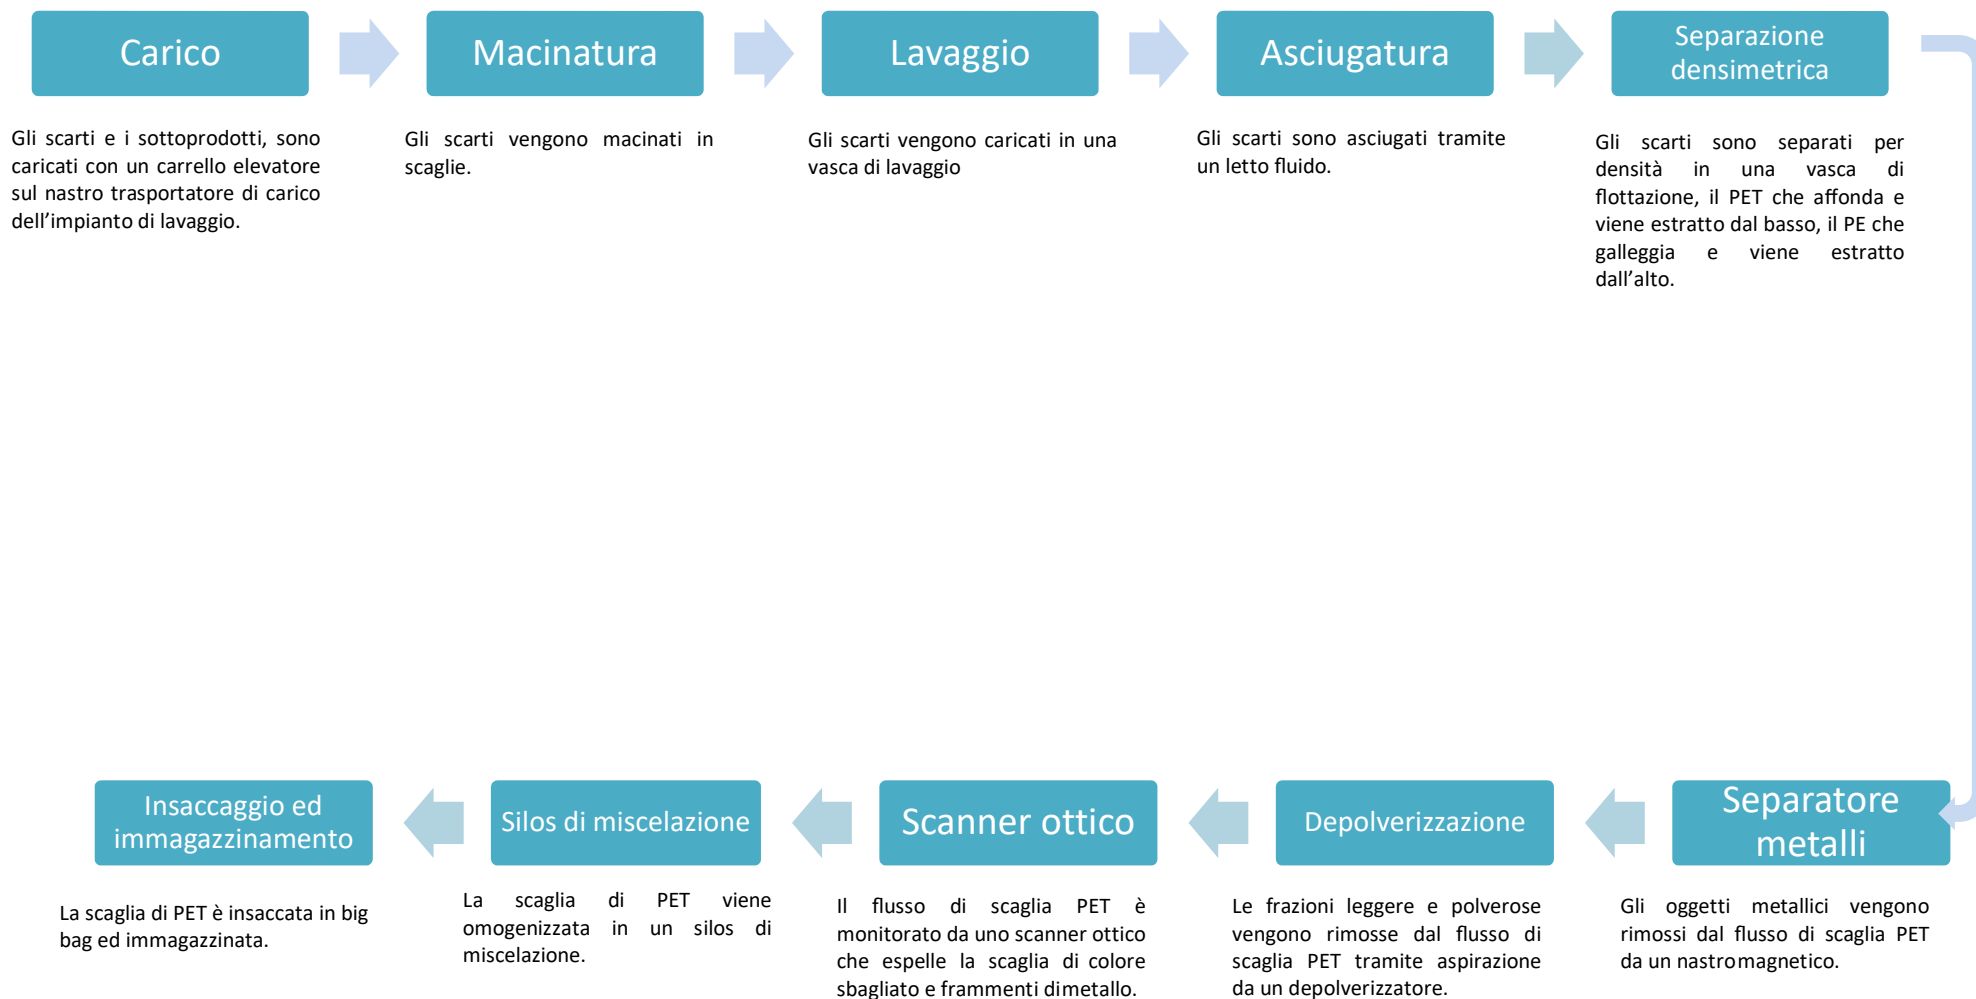 Carico
Macinatura
Lavaggio
Asciugatura
Separazione
densimetrica
Gli scarti e i sottoprodotti, sono
caricati con un carrello elevatore
sul nastro trasportatore di carico
dell’impianto di lavaggio.
Gli scarti vengono macinati in
scaglie.
Gli scarti vengono caricati in una
vasca di lavaggio
Gli scarti sono asciugati tramite
un letto fluido.
Gli scarti sono separati per
densità in una vasca di
flottazione, il PET che affonda e
viene estratto dal basso, il PE che
galleggia e viene estratto
dall’alto.
Insaccaggio ed
immagazzinamento
Silos di miscelazione
Scanner ottico
Depolverizzazione
Separatore
metalli
La scaglia di PET è insaccata in big
bag ed immagazzinata.
La scaglia di PET viene
omogenizzata in un silos di
miscelazione.
Il flusso di scaglia PET è
monitorato da uno scanner ottico
che espelle la scaglia di colore
sbagliato e frammenti dimetallo.
Le frazioni leggere e polverose
vengono rimosse dal flusso di
scaglia PET tramite aspirazione
da un depolverizzatore.
Gli oggetti metallici vengono
rimossi dal flusso di scaglia PET
da un nastromagnetico.